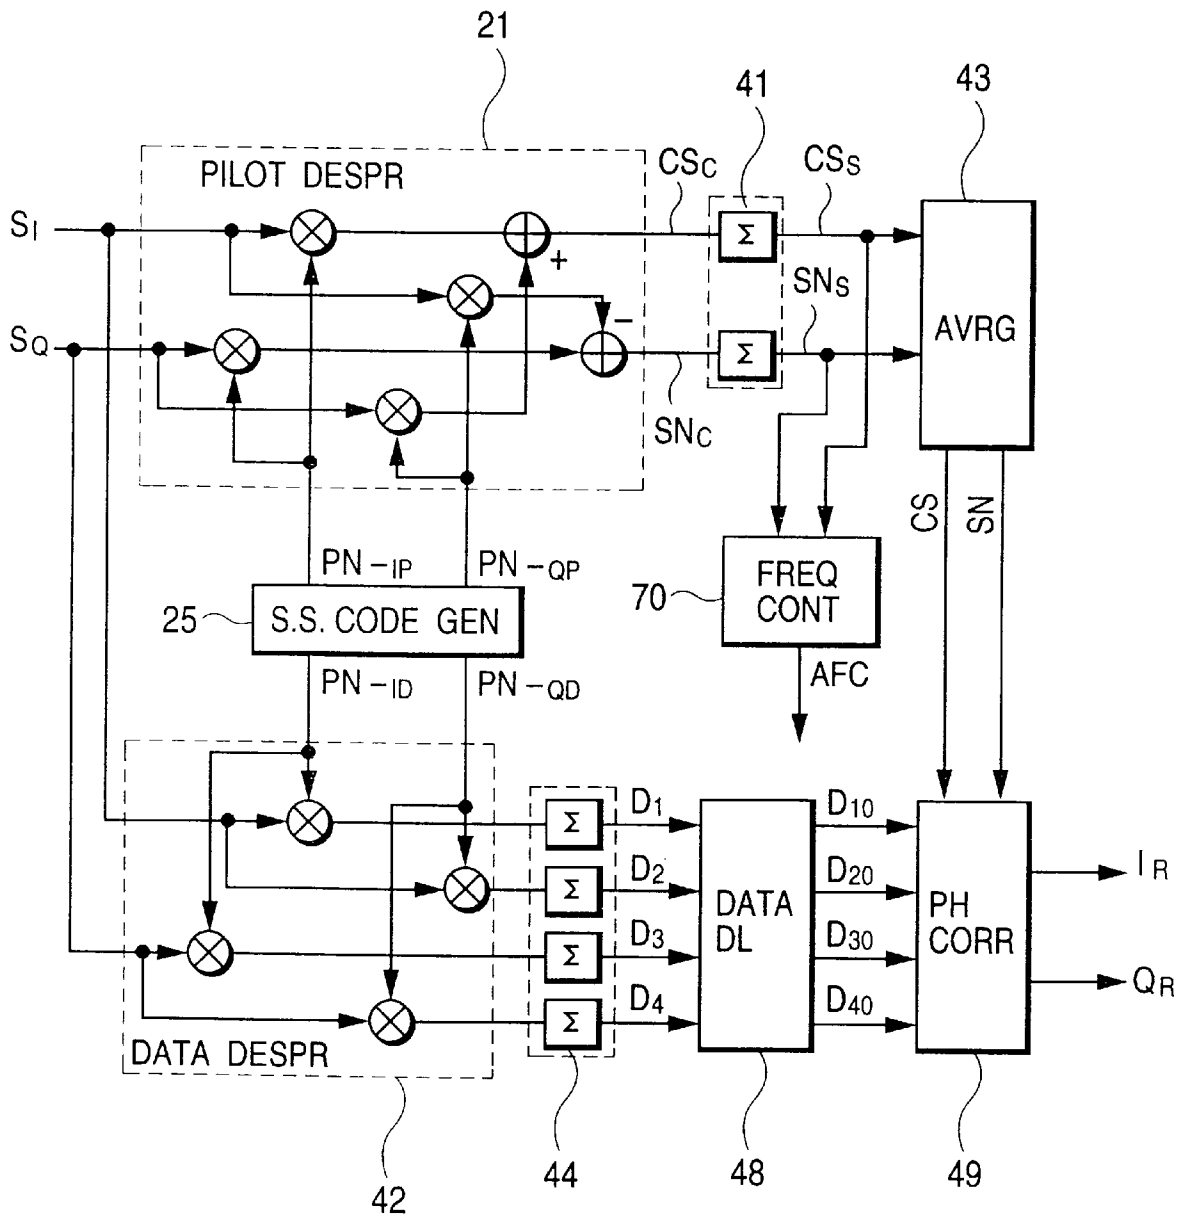 21
41
43
PILOT DESPR
CSC
CSS
SI
Σ
+
SNS
AVRG
SQ
−
Σ
SNC
CS
SN
PN-IP
PN-QP
FREQ
CONT
70
25
S.S. CODE GEN
AFC
PN-ID
PN-QD
Σ
D1
D10
Σ
D2
D20
IR
DATA
DL
PH
CORR
Σ
D3
D30
QR
Σ
D4
D40
DATA DESPR
44
48
49
42